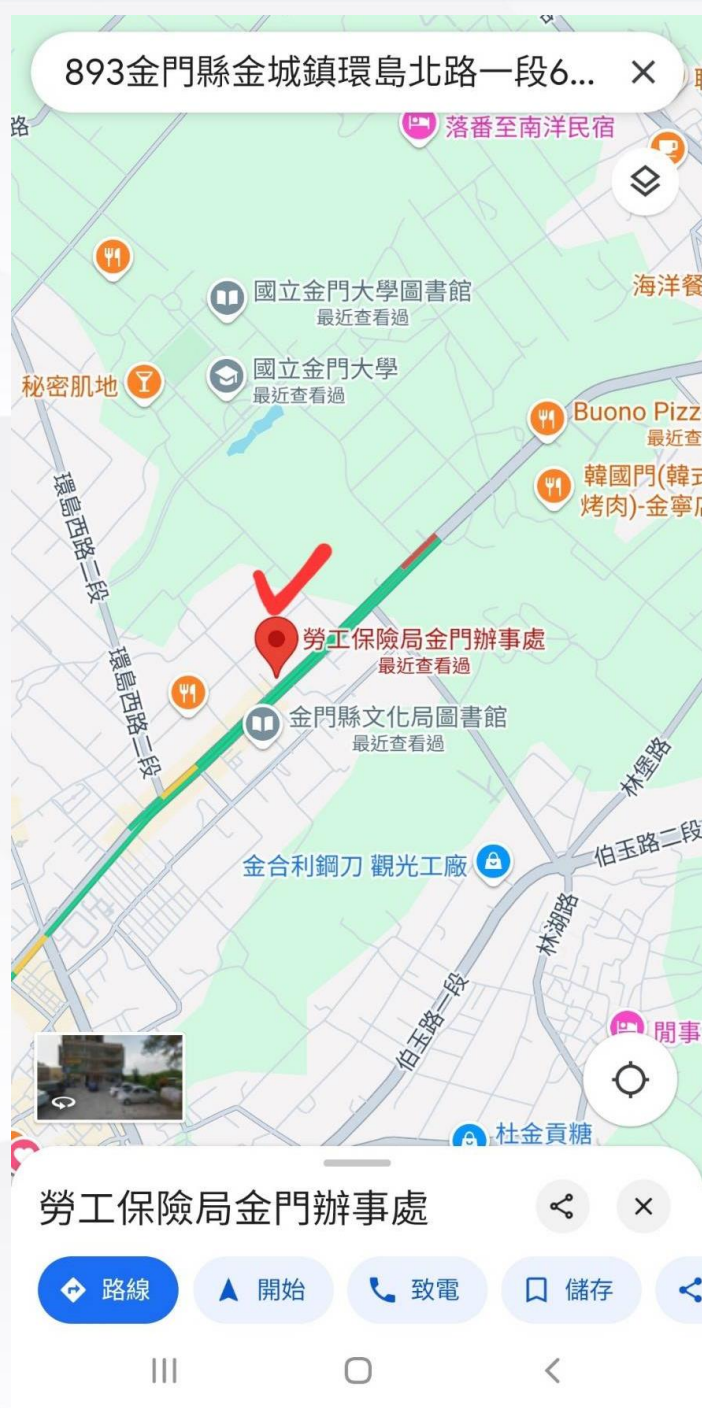 893金門縣金城鎮環島北路一段6...
路
落番至南洋民宿
國立金門大學圖書館
最近查看過
海洋餐
秘密肌地
國立金門大學
最近查看過
Buono Pizz
最近查
韓國門(韓式
烤肉)-金寧店
環島西路二段
勞工保險局金門辦事處
最近查看過
環島西路二段
金門縣文化局圖書館
最近查看過
林堡路
伯玉路二段
金合利鋼刀 觀光工廠
林湖路
伯玉路一段
閒事
杜金貢糖
勞工保險局金門辦事處
路線
開始
致電
儲存